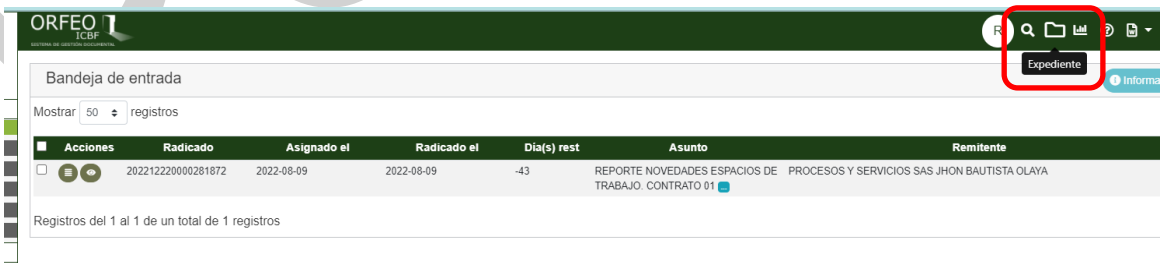 ORFEO
ICBF
SISTEMA DE GESTIÓN DOCUMENTAL
R
Expediente
Bandeja de entrada
Informa
Mostrar 50 registros
Acciones Radicado Asignado el Radicado el Día(s) rest Asunto Remitente
202212220000281872 2022-08-09 2022-08-09 -43 REPORTE NOVEDADES ESPACIOS DE TRABAJO. CONTRATO 01 ... PROCESOS Y SERVICIOS SAS JHON BAUTISTA OLAYA
Registros del 1 al 1 de un total de 1 registros